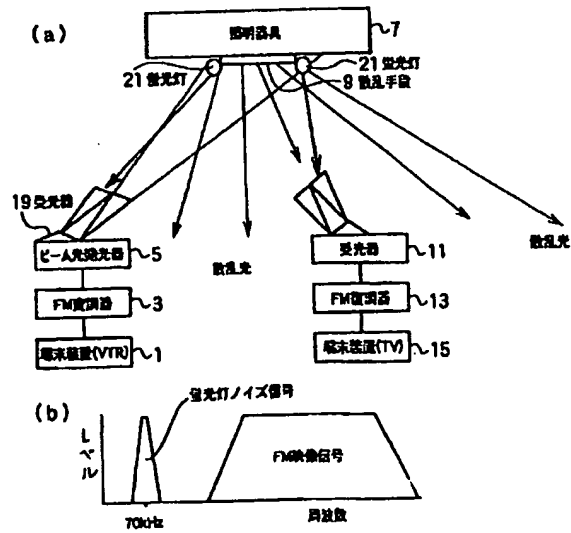 (a)
照明器具
7
21 蛍光灯
21 蛍光灯
9 散乱手段
19 受光器
ビーム光発光器
5
散乱光
受光器
11
散乱光
FM変調器
3
FM復調器
13
端末装置(VTR)
1
端末装置(TV)
15
(b)
蛍光灯ノイズ信号
レベル
FM映像信号
70kHz
周波数